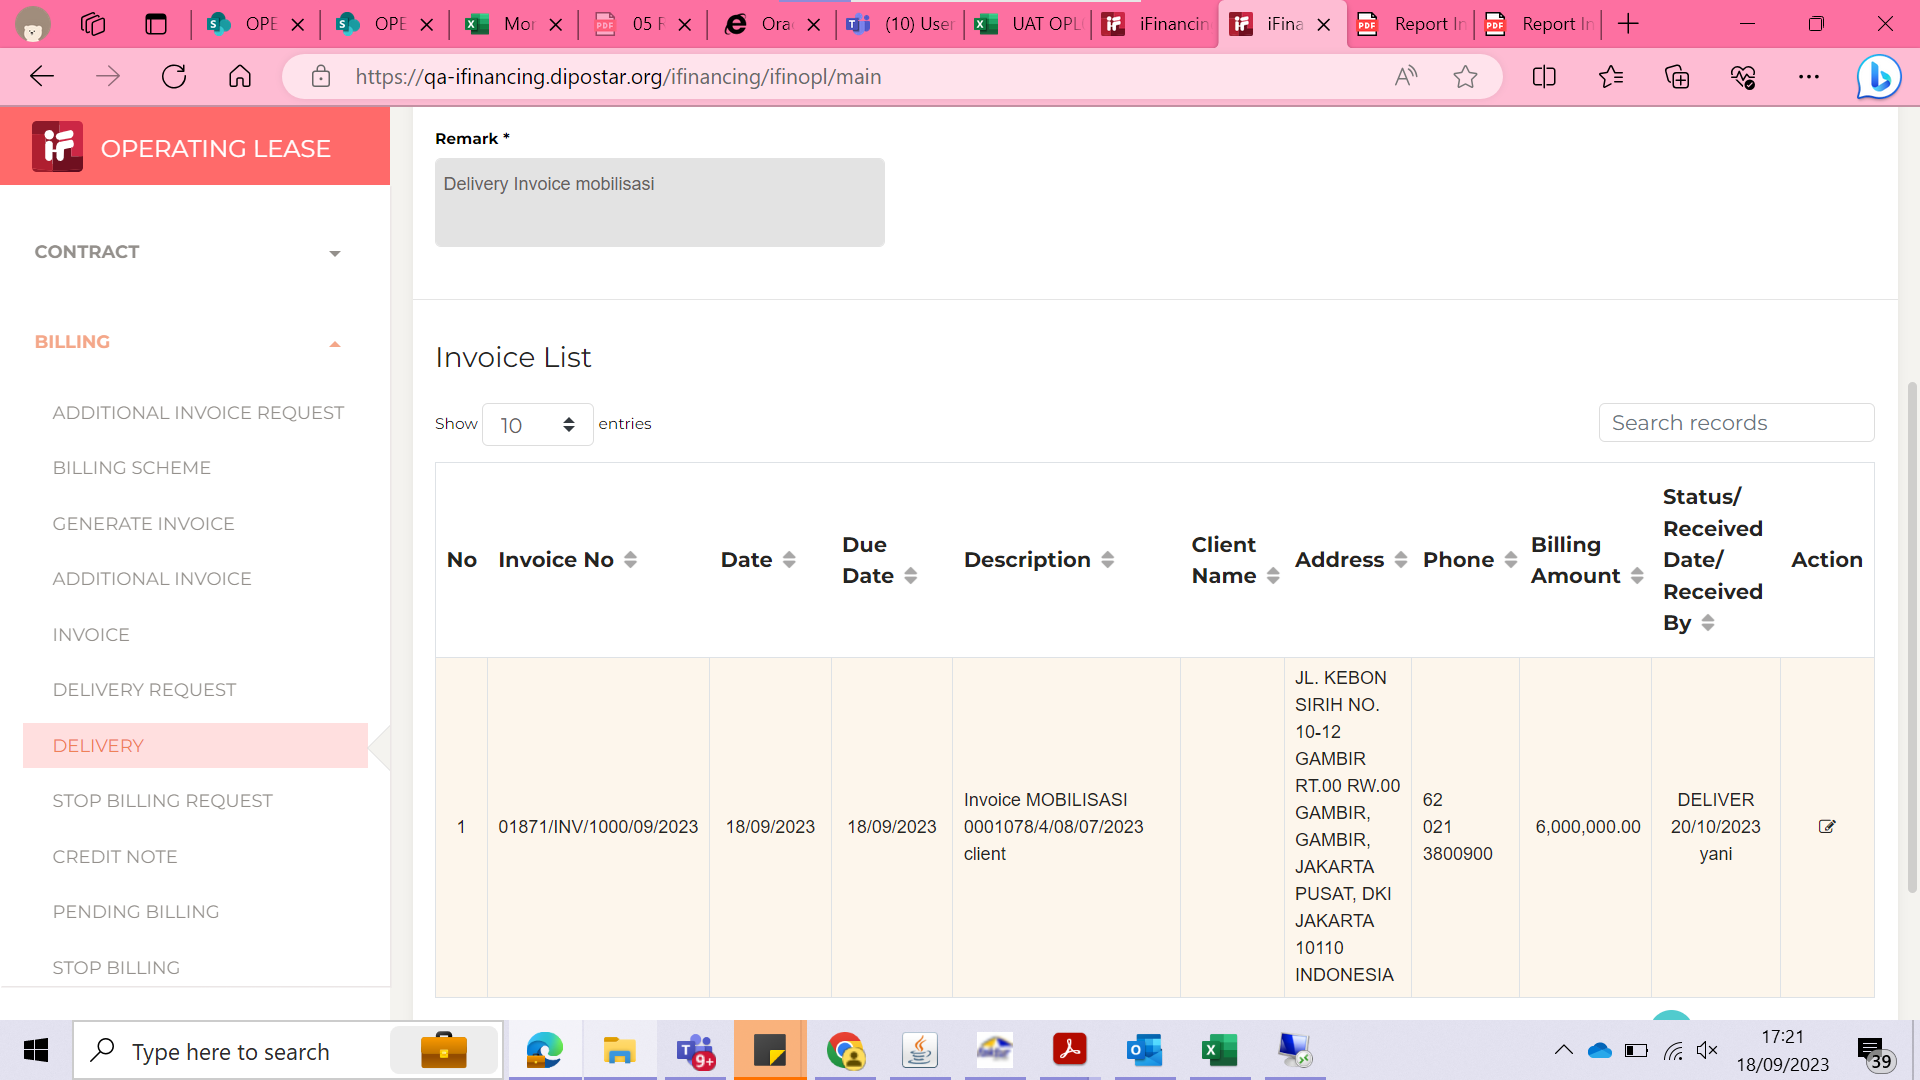 OPE
OPE
Mor
05 F
Ora
(10) User
UAT OPL
iFinancin
iFina
Report In
Report In
https://qa-ifinancing.dipostar.org/ifinancing/ifinopl/main
iF OPERATING LEASE
CONTRACT
BILLING
ADDITIONAL INVOICE REQUEST
BILLING SCHEME
GENERATE INVOICE
ADDITIONAL INVOICE
INVOICE
DELIVERY REQUEST
DELIVERY
STOP BILLING REQUEST
CREDIT NOTE
PENDING BILLING
STOP BILLING
Remark *
Delivery Invoice mobilisasi
Invoice List
Show 10 entries
Search records
No
Invoice No
Date
Due
Date
Description
Client
Name
Address
Phone
Billing
Amount
Status/
Received
Date/
Received
By
Action
1
01871/INV/1000/09/2023
18/09/2023
18/09/2023
Invoice MOBILISASI
0001078/4/08/07/2023
client
JL. KEBON
SIRIH NO.
10-12
GAMBIR
RT.00 RW.00
GAMBIR,
GAMBIR,
JAKARTA
PUSAT, DKI
JAKARTA
10110
INDONESIA
62
021
3800900
6,000,000.00
DELIVER
20/10/2023
yani
Type here to search
9+
17:21
18/09/2023
39